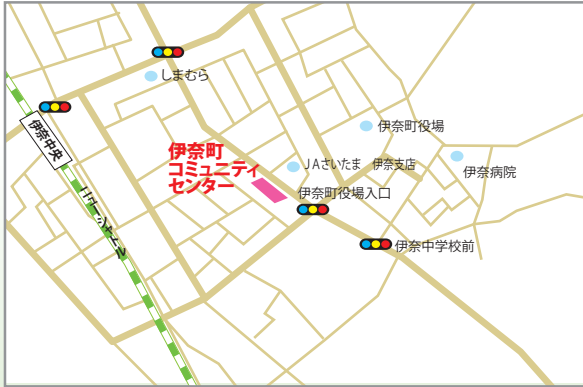 しまむら
伊奈中央
伊奈町役場
伊奈町
コミュニティ
センター
JAさいたま 伊奈支店
伊奈病院
伊奈町役場入口
ニューシャトル
伊奈中学校前